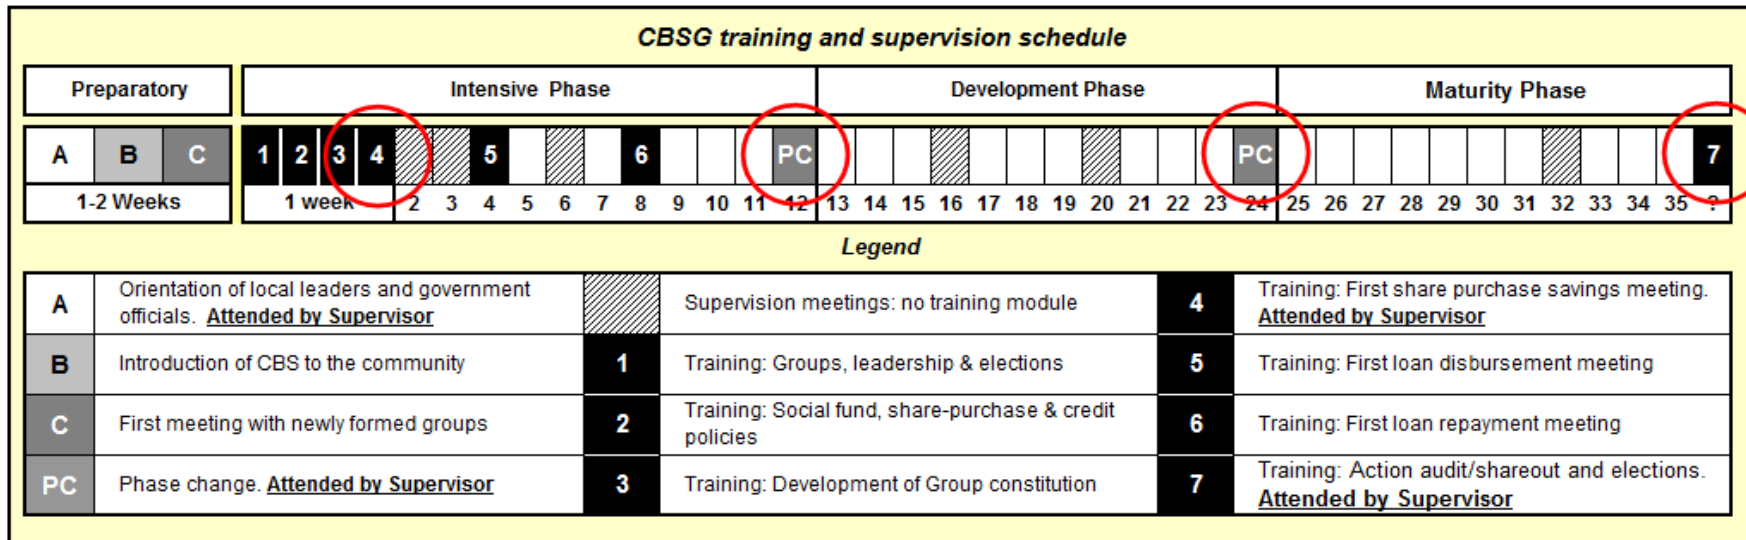 CBSG training and supervision schedule
Preparatory Intensive Phase Development Phase Maturity Phase
A B C 1 2 3 4 5 6 PC PC 7
1-2 Weeks 1 week 2 3 4 5 6 7 8 9 10 11 12 13 14 15 16 17 18 19 20 21 22 23 24 25 26 27 28 29 30 31 32 33 34 35 ?
Legend
A
Orientation of local leaders and government
officials. Attended by Supervisor
Supervision meetings: no training module
4
Training: First share purchase savings meeting.
Attended by Supervisor
B
Introduction of CBS to the community
1
Training: Groups, leadership & elections
5
Training: First loan disbursement meeting
C
First meeting with newly formed groups
2
Training: Social fund, share-purchase & credit
policies
6
Training: First loan repayment meeting
PC
Phase change. Attended by Supervisor
3
Training: Development of Group constitution
7
Training: Action audit/shareout and elections.
Attended by Supervisor